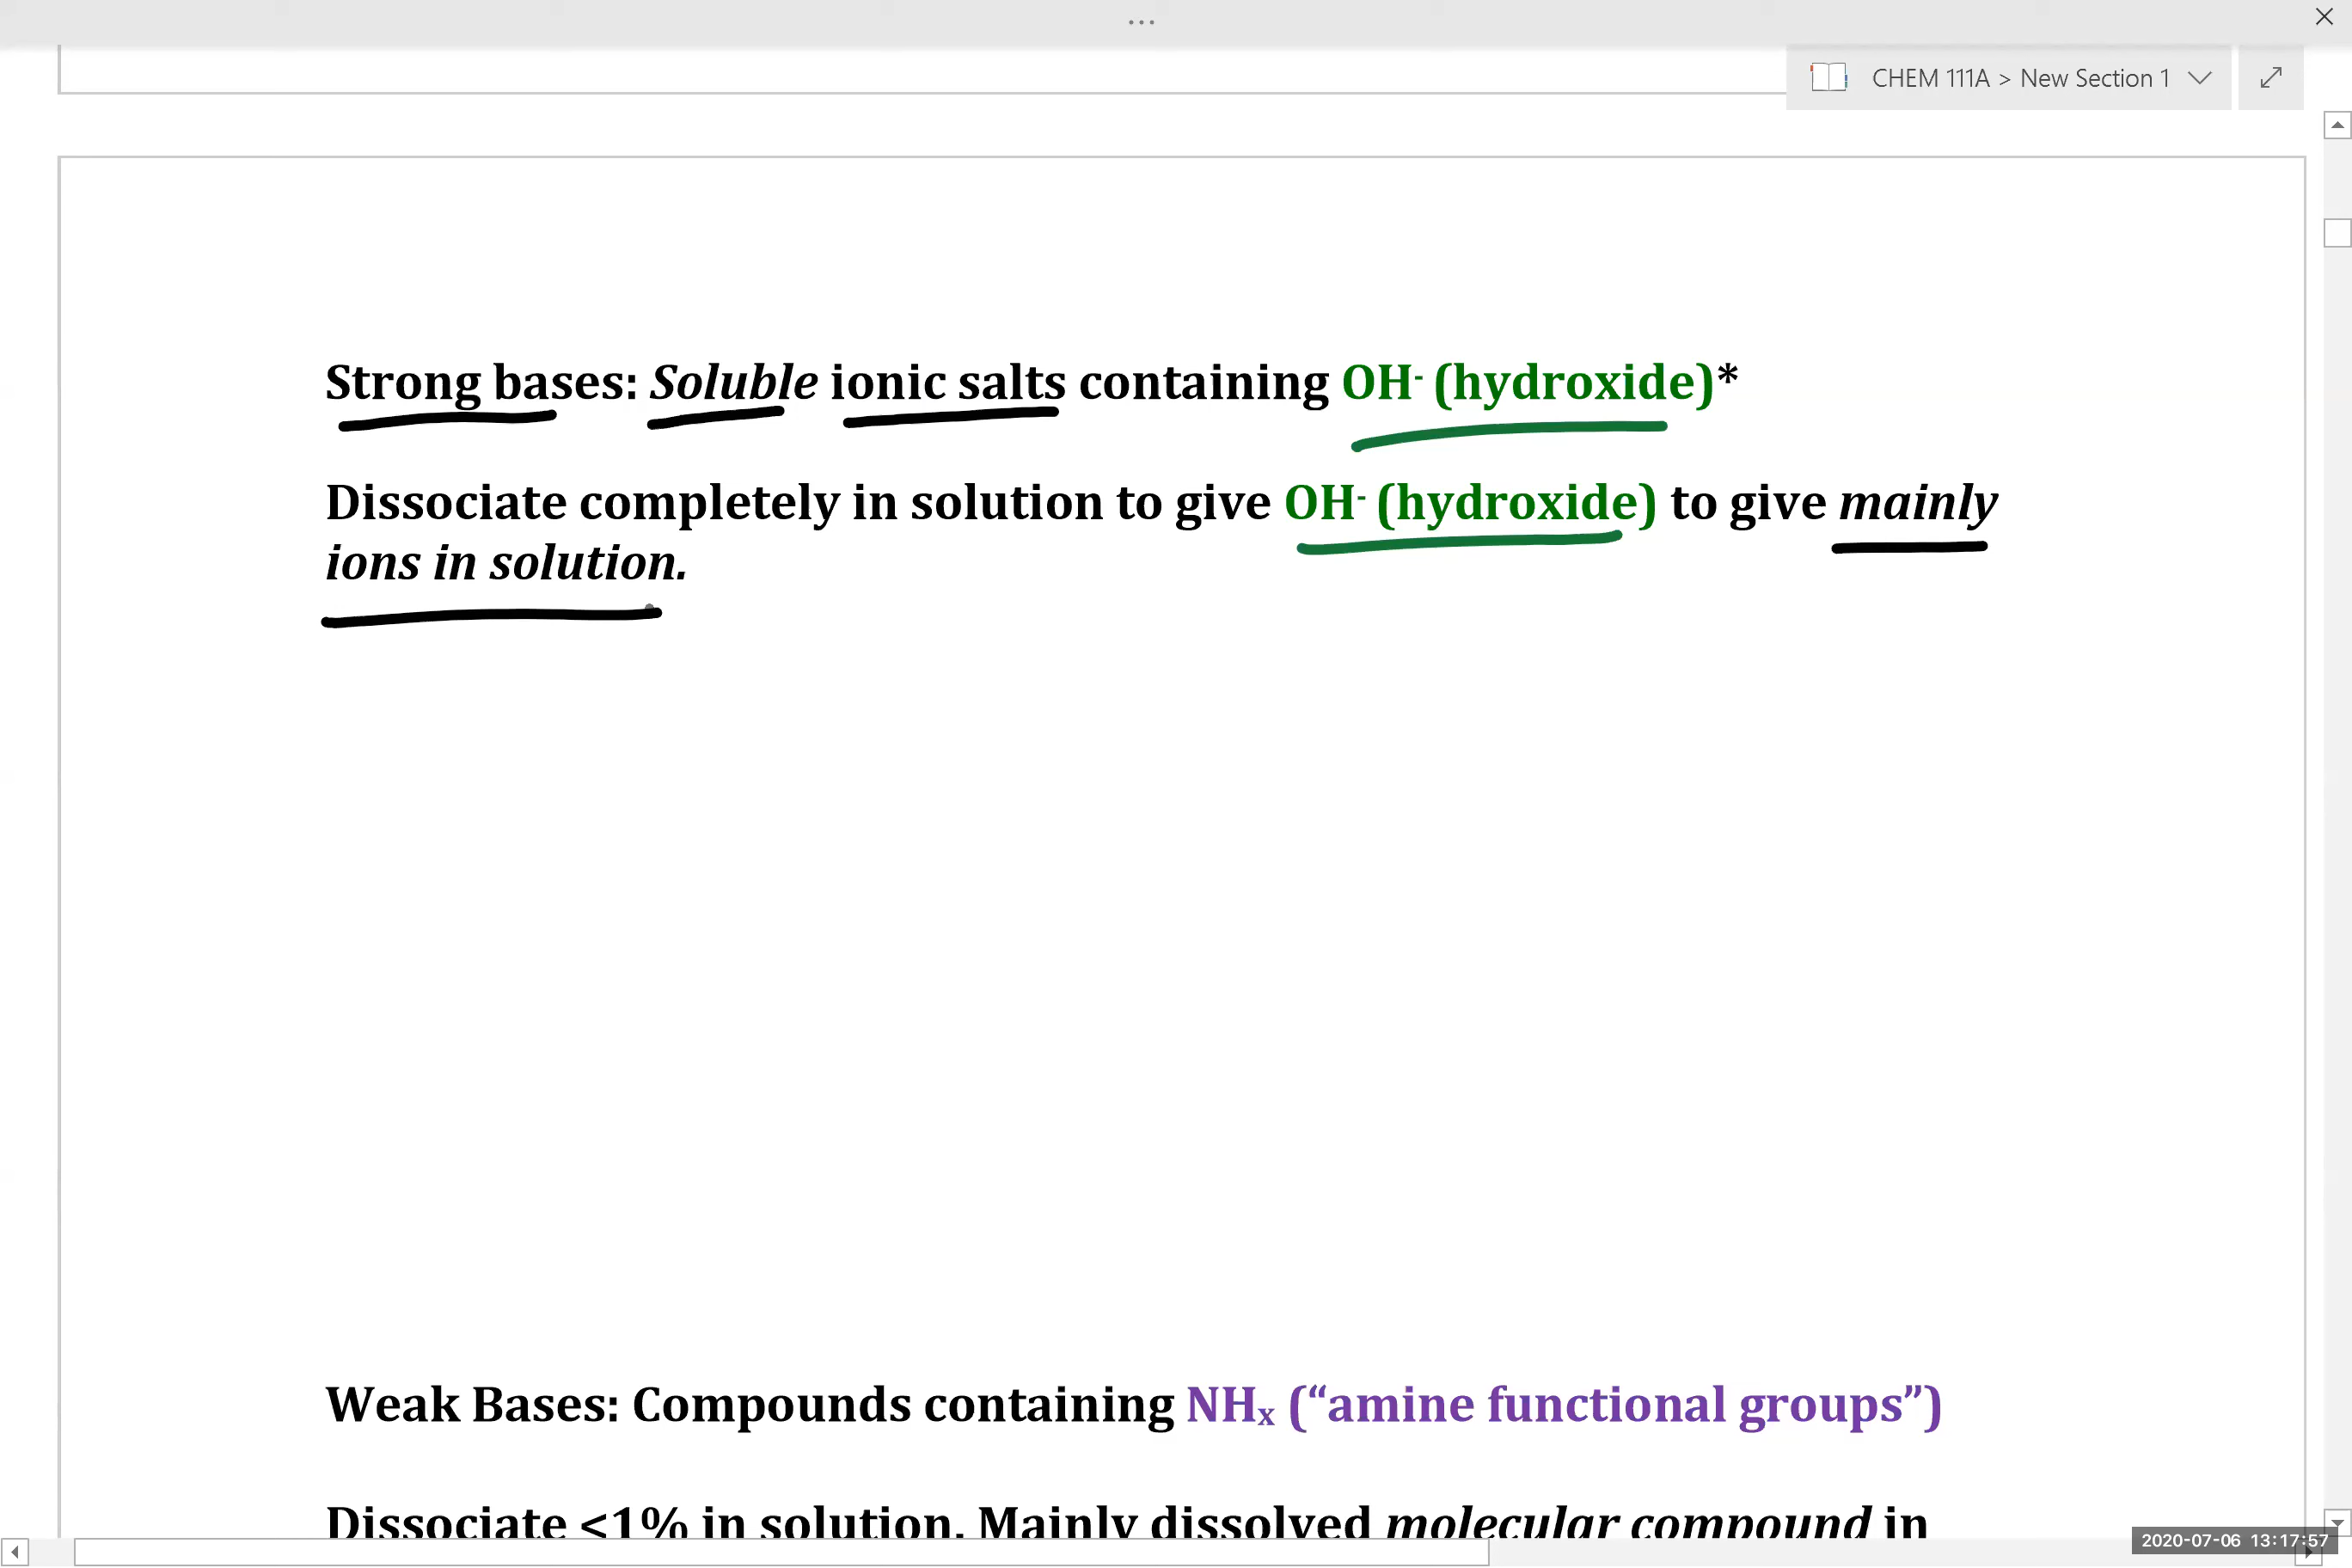 CHEM 111A > New Section 1
Strong bases: Soluble ionic salts containing OH⁻ (hydroxide)*
Dissociate completely in solution to give OH⁻ (hydroxide) to give mainly
ions in solution.
Weak Bases: Compounds containing NHₓ (“amine functional groups”)
Dissociate <1% in solution. Mainly dissolved molecular compound in
2020-07-06 13:17:57